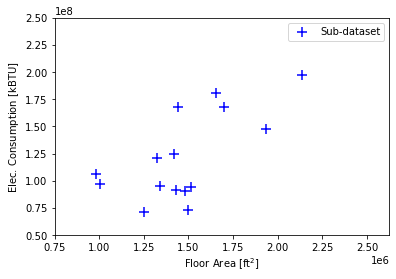 1e8
2.50
2.25
2.00
1.75
1.50
1.25
1.00
0.75
0.50
Elec. Consumption [kBTU]
Sub-dataset
0.75 1.00 1.25 1.50 1.75 2.00 2.25 2.50
1e6
Floor Area [ft²]